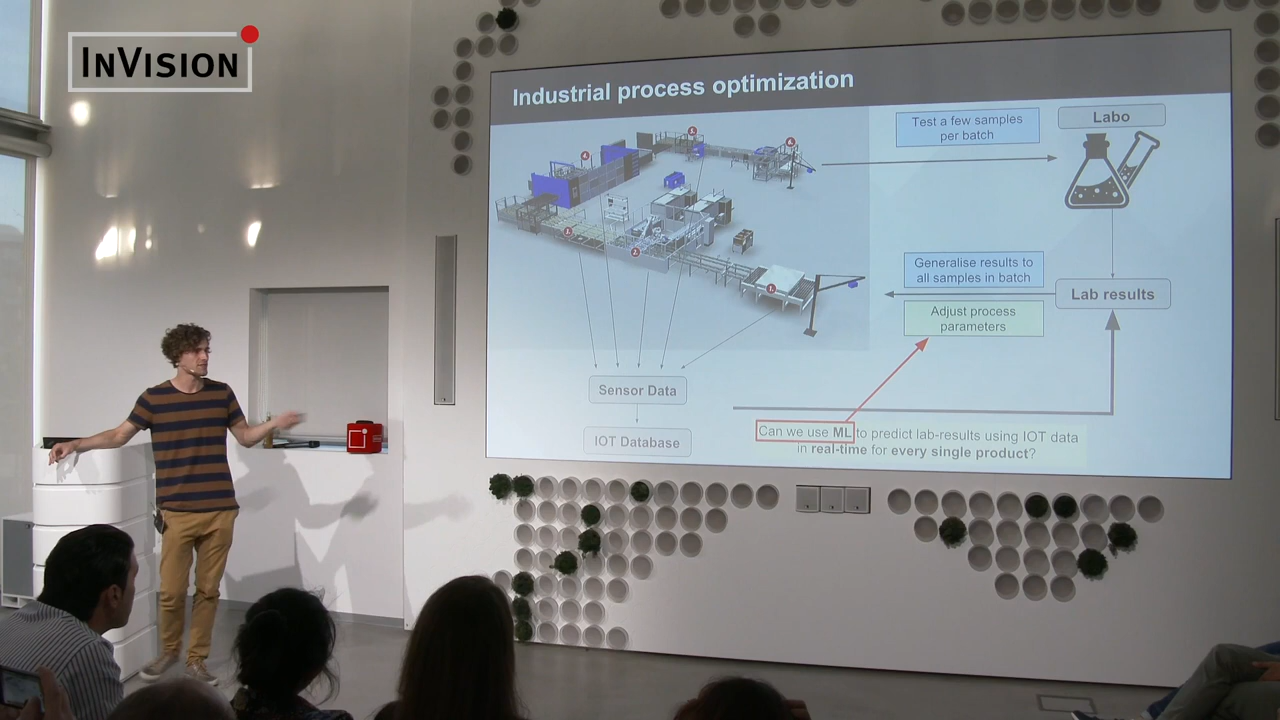 INVISION
Industrial process optimization
Test a few samples
per batch
Labo
Generalise results to
all samples in batch
Lab results
Adjust process
parameters
Sensor Data
IOT Database
Can we use ML to predict lab-results using IOT data
in real-time for every single product?